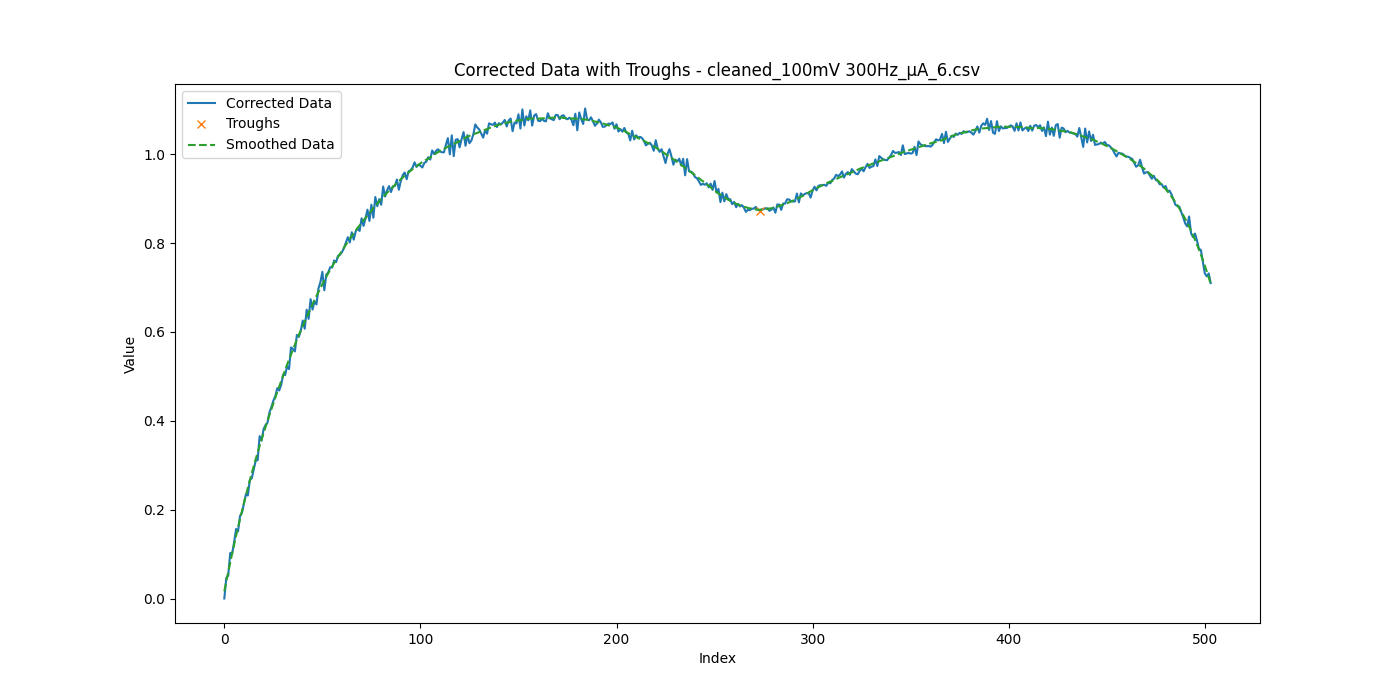 Corrected Data with Troughs - cleaned_100mV 300Hz_μA_6.csv
Corrected Data
Troughs
Smoothed Data
Value
1.0
0.8
0.6
0.4
0.2
0.0
0 100 200 300 400 500
Index